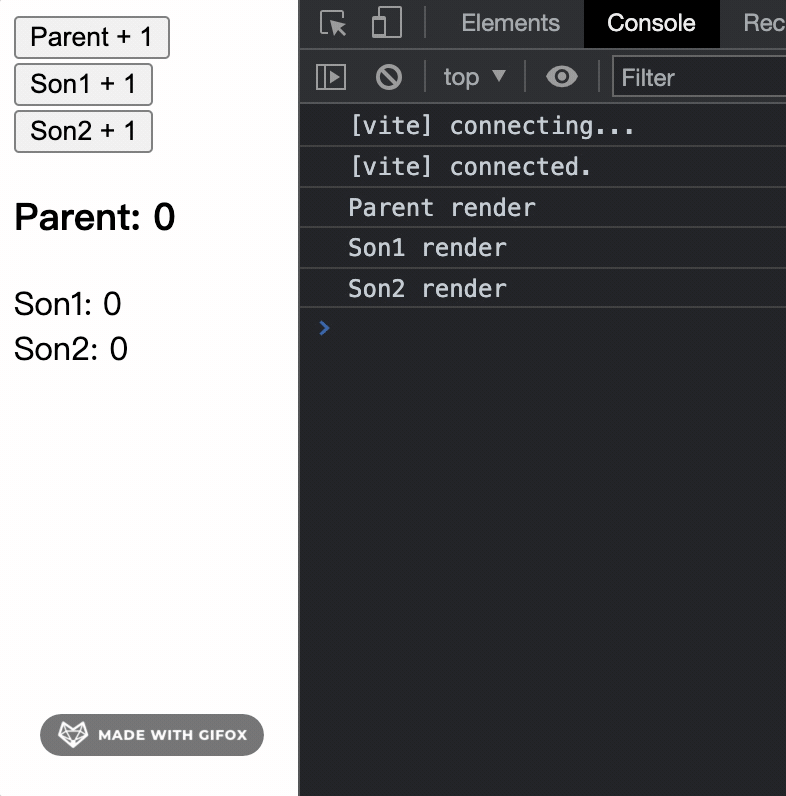 Parent + 1
Son1 + 1
Son2 + 1
Parent: 0
Son1: 0
Son2: 0
MADE WITH GIFOX
Elements Console Rec
top Filter
[vite] connecting...
[vite] connected.
Parent render
Son1 render
Son2 render